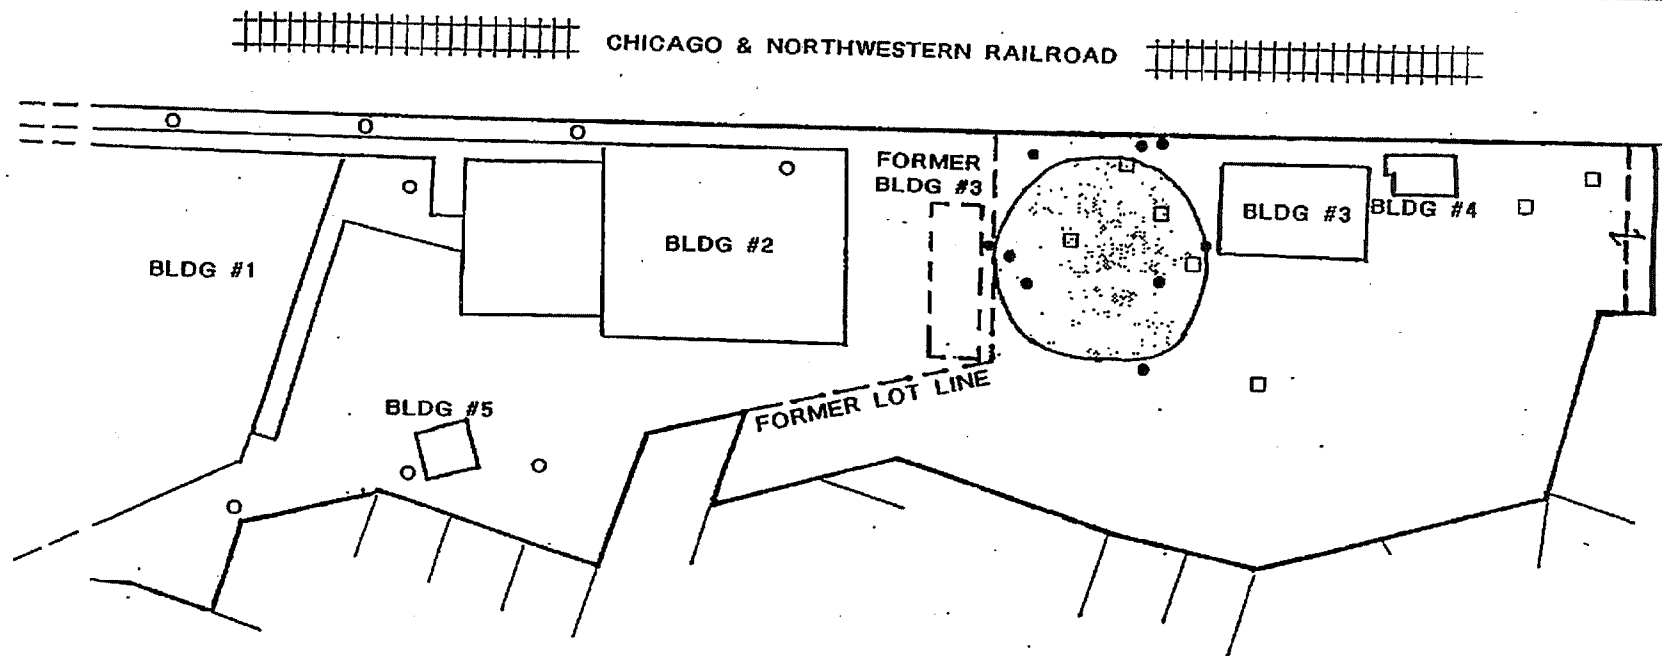 CHICAGO & NORTHWESTERN RAILROAD
FORMER
BLDG #3
BLDG #3
BLDG #4
BLDG #2
BLDG #1
FORMER LOT LINE
BLDG #5